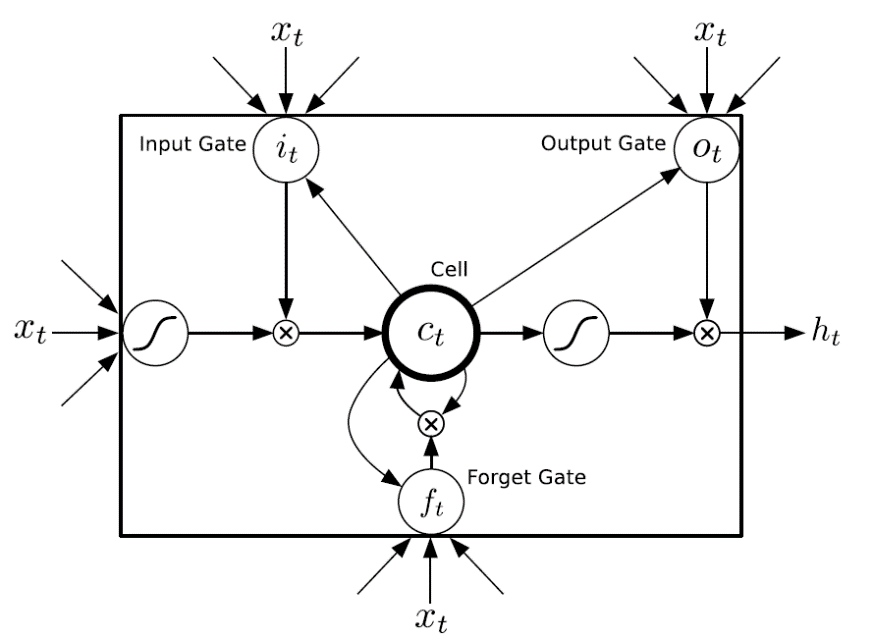 x_t x_t
Input Gate i_t Output Gate o_t
Cell
x_t c_t h_t
Forget Gate
f_t
x_t